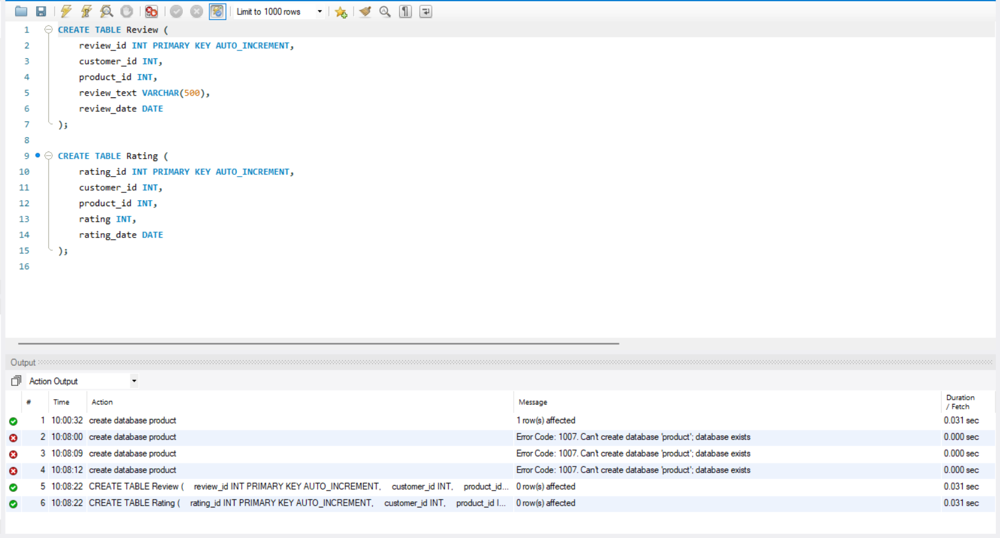 Limit to 1000 rows
1 CREATE TABLE Review (
2 review_id INT PRIMARY KEY AUTO_INCREMENT,
3 customer_id INT,
4 product_id INT,
5 review_text VARCHAR(500),
6 review_date DATE
7 );
8
9 CREATE TABLE Rating (
10 rating_id INT PRIMARY KEY AUTO_INCREMENT,
11 customer_id INT,
12 product_id INT,
13 rating INT,
14 rating_date DATE
15 );
16
Output
Action Output
# Time Action Message Duration / Fetch
1 10:00:32 create database product 1 row(s) affected 0.031 sec
2 10:08:00 create database product Error Code: 1007. Can't create database 'product'; database exists 0.000 sec
3 10:08:09 create database product Error Code: 1007. Can't create database 'product'; database exists 0.000 sec
4 10:08:12 create database product Error Code: 1007. Can't create database 'product'; database exists 0.000 sec
5 10:08:22 CREATE TABLE Review ( review_id INT PRIMARY KEY AUTO_INCREMENT, customer_id INT, product_id... 0 row(s) affected 0.031 sec
6 10:08:22 CREATE TABLE Rating ( rating_id INT PRIMARY KEY AUTO_INCREMENT, customer_id INT, product_id I... 0 row(s) affected 0.031 sec